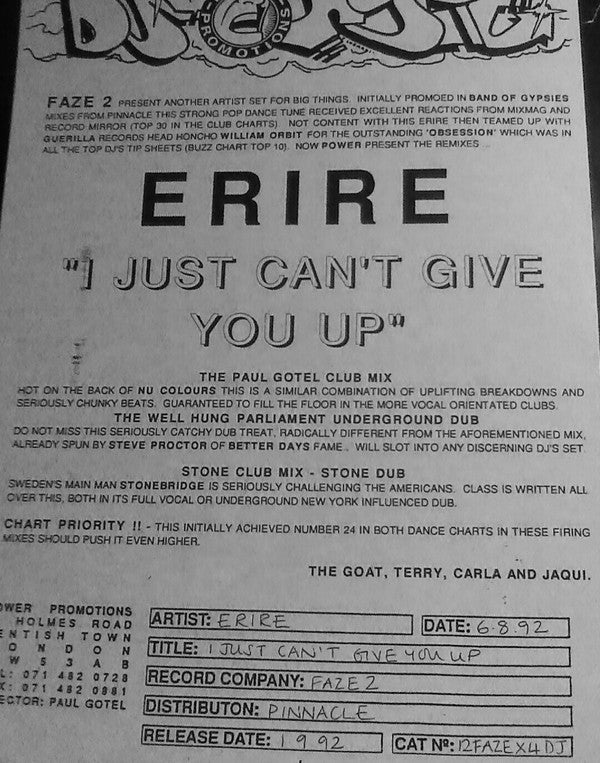 PROMOTIONS
FAZE 2 PRESENT ANOTHER ARTIST SET FOR BIG THINGS. INITIALLY PROMOED IN BAND OF GYPSIES
MIXES FROM PINNACLE THIS STRONG POP DANCE TUNE RECEIVED EXCELLENT REACTIONS FROM MIXMAG AND
RECORD MIRROR (TOP 30 IN THE CLUB CHARTS). NOT CONTENT WITH THIS ERIRE THEN TEAMED UP WITH
GUERILLA RECORDS HEAD HONCHO WILLIAM ORBIT FOR THE OUTSTANDING 'OBSESSION' WHICH WAS IN
ALL THE TOP DJ'S TIP SHEETS (BUZZ CHART TOP 10). NOW POWER PRESENT THE REMIXES ...
ERIRE
"I JUST CAN'T GIVE
YOU UP"
THE PAUL GOTEL CLUB MIX
HOT ON THE BACK OF NU COLOURS THIS IS A SIMILAR COMBINATION OF UPLIFTING BREAKDOWNS AND
SERIOUSLY CHUNKY BEATS. GUARANTEED TO FILL THE FLOOR IN THE MORE VOCAL ORIENTATED CLUBS.
THE WELL HUNG PARLIAMENT UNDERGROUND DUB
DO NOT MISS THIS SERIOUSLY CATCHY DUB TREAT, RADICALLY DIFFERENT FROM THE AFOREMENTIONED MIX,
ALREADY SPUN BY STEVE PROCTOR OF BETTER DAYS FAME.. WILL SLOT INTO ANY DISCERNING DJ'S SET.
STONE CLUB MIX - STONE DUB
SWEDEN'S MAIN MAN STONEBRIDGE IS SERIOUSLY CHALLENGING THE AMERICANS. CLASS IS WRITTEN ALL
OVER THIS, BOTH IN ITS FULL VOCAL OR UNDERGROUND NEW YORK INFLUENCED DUB.
CHART PRIORITY !! - THIS INITIALLY ACHIEVED NUMBER 24 IN BOTH DANCE CHARTS IN THESE FIRING
MIXES SHOULD PUSH IT EVEN HIGHER.
THE GOAT, TERRY, CARLA AND JAQUI.
OWER PROMOTIONS
HOLMES ROAD
ENTISH TOWN
ONDON
W53AB
L: 071 482 0728
X: 071 482 0881
ECTOR: PAUL GOTEL
ARTIST: ERIRE
DATE: 6.8.92
TITLE: I JUST CAN'T GIVE YOU UP
RECORD COMPANY: FAZE 2
DISTRIBUTON: PINNACLE
RELEASE DATE: 1 9 92
CAT Nº: 12FAZEX4DJ